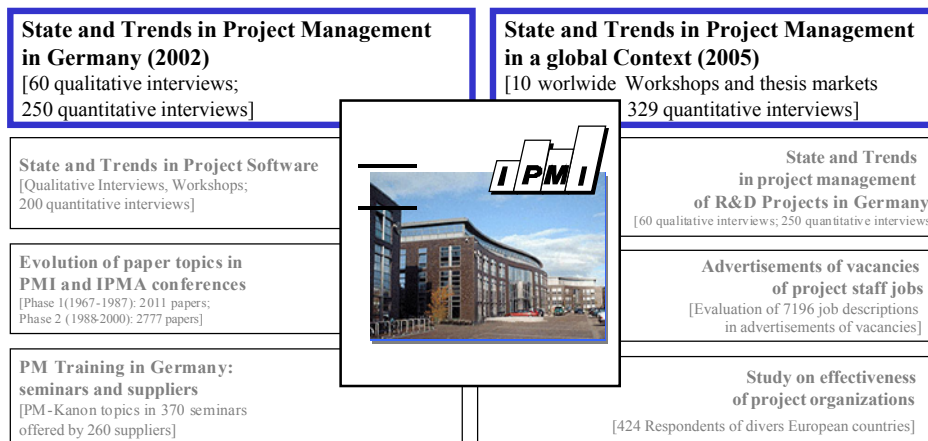 State and Trends in Project Management
in Germany (2002)
[60 qualitative interviews;
250 quantitative interviews]
State and Trends in Project Management
in a global Context (2005)
[10 worlwide Workshops and thesis markets
329 quantitative interviews]
State and Trends in Project Software
[Qualitative Interviews, Workshops;
200 quantitative interviews]
Evolution of paper topics in
PMI and IPMA conferences
[Phase 1(1967-1987): 2011 papers;
Phase 2 (1988-2000): 2777 papers]
PM Training in Germany:
seminars and suppliers
[PM-Kanon topics in 370 seminars
offered by 260 suppliers]
IPMI
State and Trends
in project management
of R&D Projects in Germany
[60 qualitative interviews; 250 quantitative interviews
Advertisements of vacancies
of project staff jobs
[Evaluation of 7196 job descriptions
in advertisements of vacancies]
Study on effectiveness
of project organizations
[424 Respondents of divers European countries]